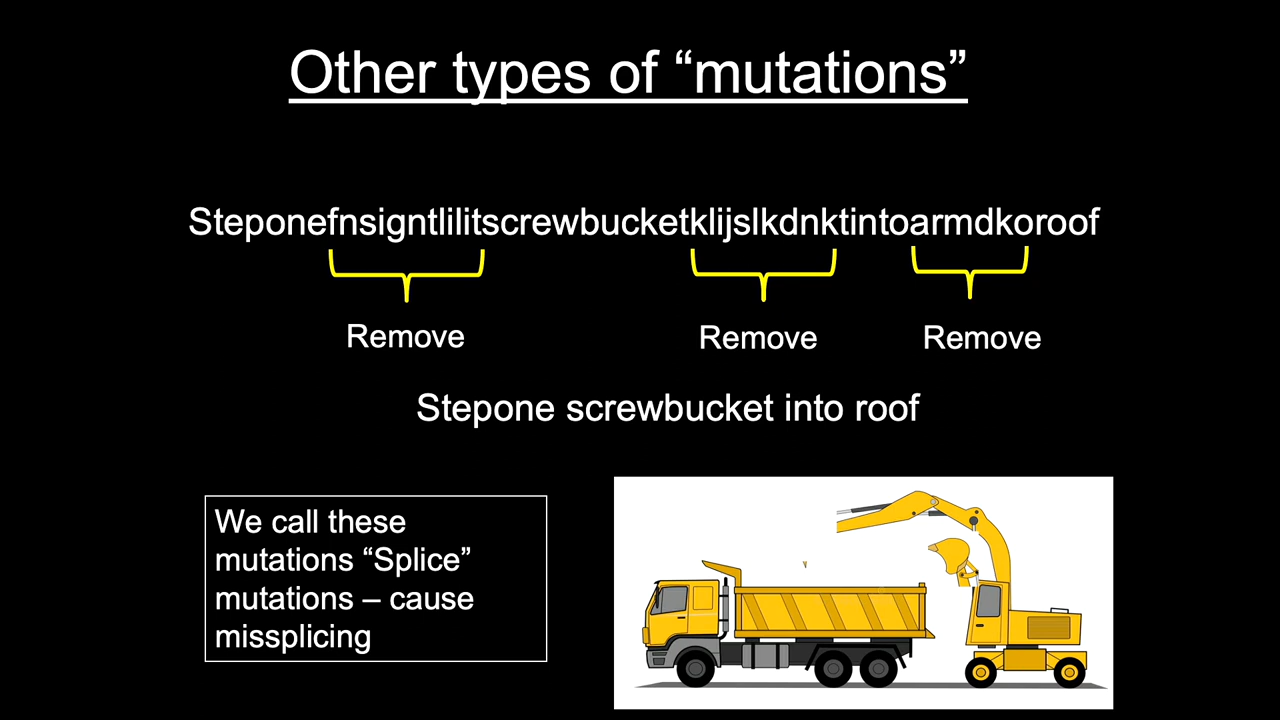 Other types of “mutations”
Steponefnsigntlilitscrewbucketklijslkdnktintoarmdkoroof
Remove Remove Remove
Stepone screwbucket into roof
We call these
mutations “Splice”
mutations – cause
missplicing